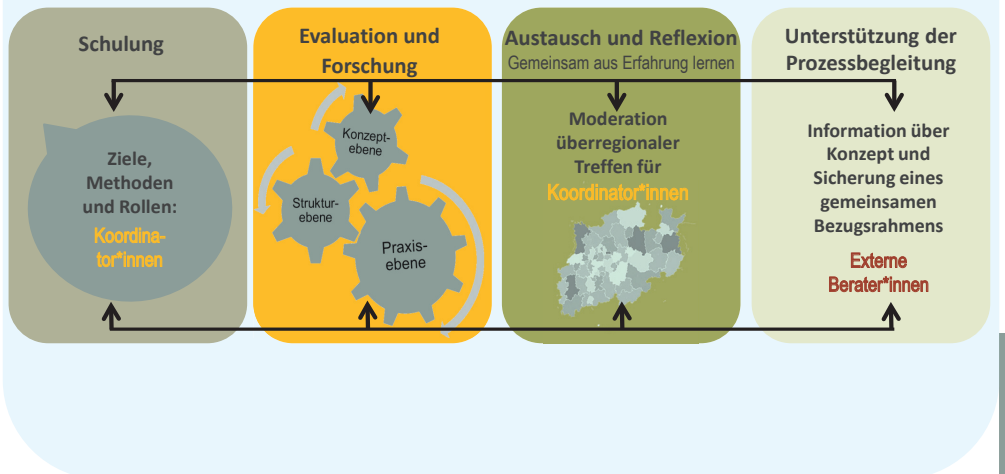 Schulung
Ziele,
Methoden
und Rollen:
Koordina-
tor*innen
Evaluation und
Forschung
Konzept-
ebene
Struktur-
ebene
Praxis-
ebene
Austausch und Reflexion
Gemeinsam aus Erfahrung lernen
Moderation
überregionaler
Treffen für
Koordinator*innen
Unterstützung der
Prozessbegleitung
Information über
Konzept und
Sicherung eines
gemeinsamen
Bezugsrahmens
Externe
Berater*innen